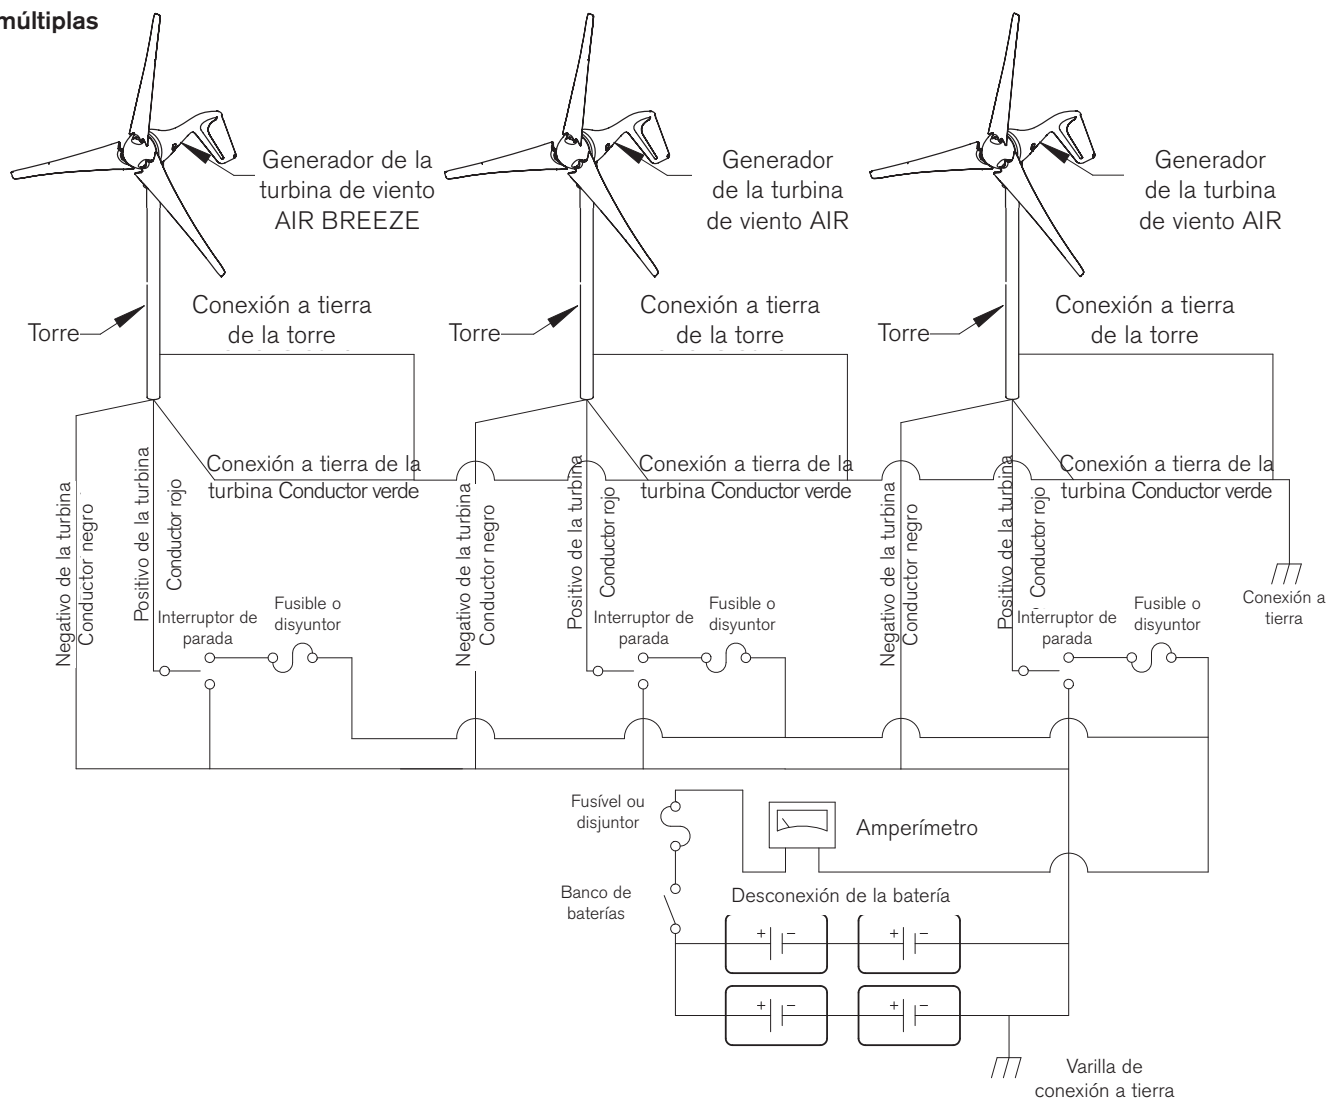 múltiplas
Generador de la
turbina de viento
AIR BREEZE
Generador
de la turbina
de viento AIR
Generador
de la turbina
de viento AIR
Torre
Conexión a tierra
de la torre
Torre
Conexión a tierra
de la torre
Torre
Conexión a tierra
de la torre
Negativo de la turbina
Conductor negro
Positivo de la turbina
Conductor rojo
Conexión a tierra de la
turbina Conductor verde
Negativo de la turbina
Conductor negro
Positivo de la turbina
Conductor rojo
Conexión a tierra de la
turbina Conductor verde
Negativo de la turbina
Conductor negro
Positivo de la turbina
Conductor rojo
Conexión a tierra de la
turbina Conductor verde
Interruptor de
parada
Fusible o
disyuntor
Interruptor de
parada
Fusible o
disyuntor
Interruptor de
parada
Fusible o
disyuntor
Conexión a
tierra
Fusível ou
disjuntor
Amperímetro
Banco de
baterías
Desconexión de la batería
+ − + −
+ − + −
Varilla de
conexión a tierra